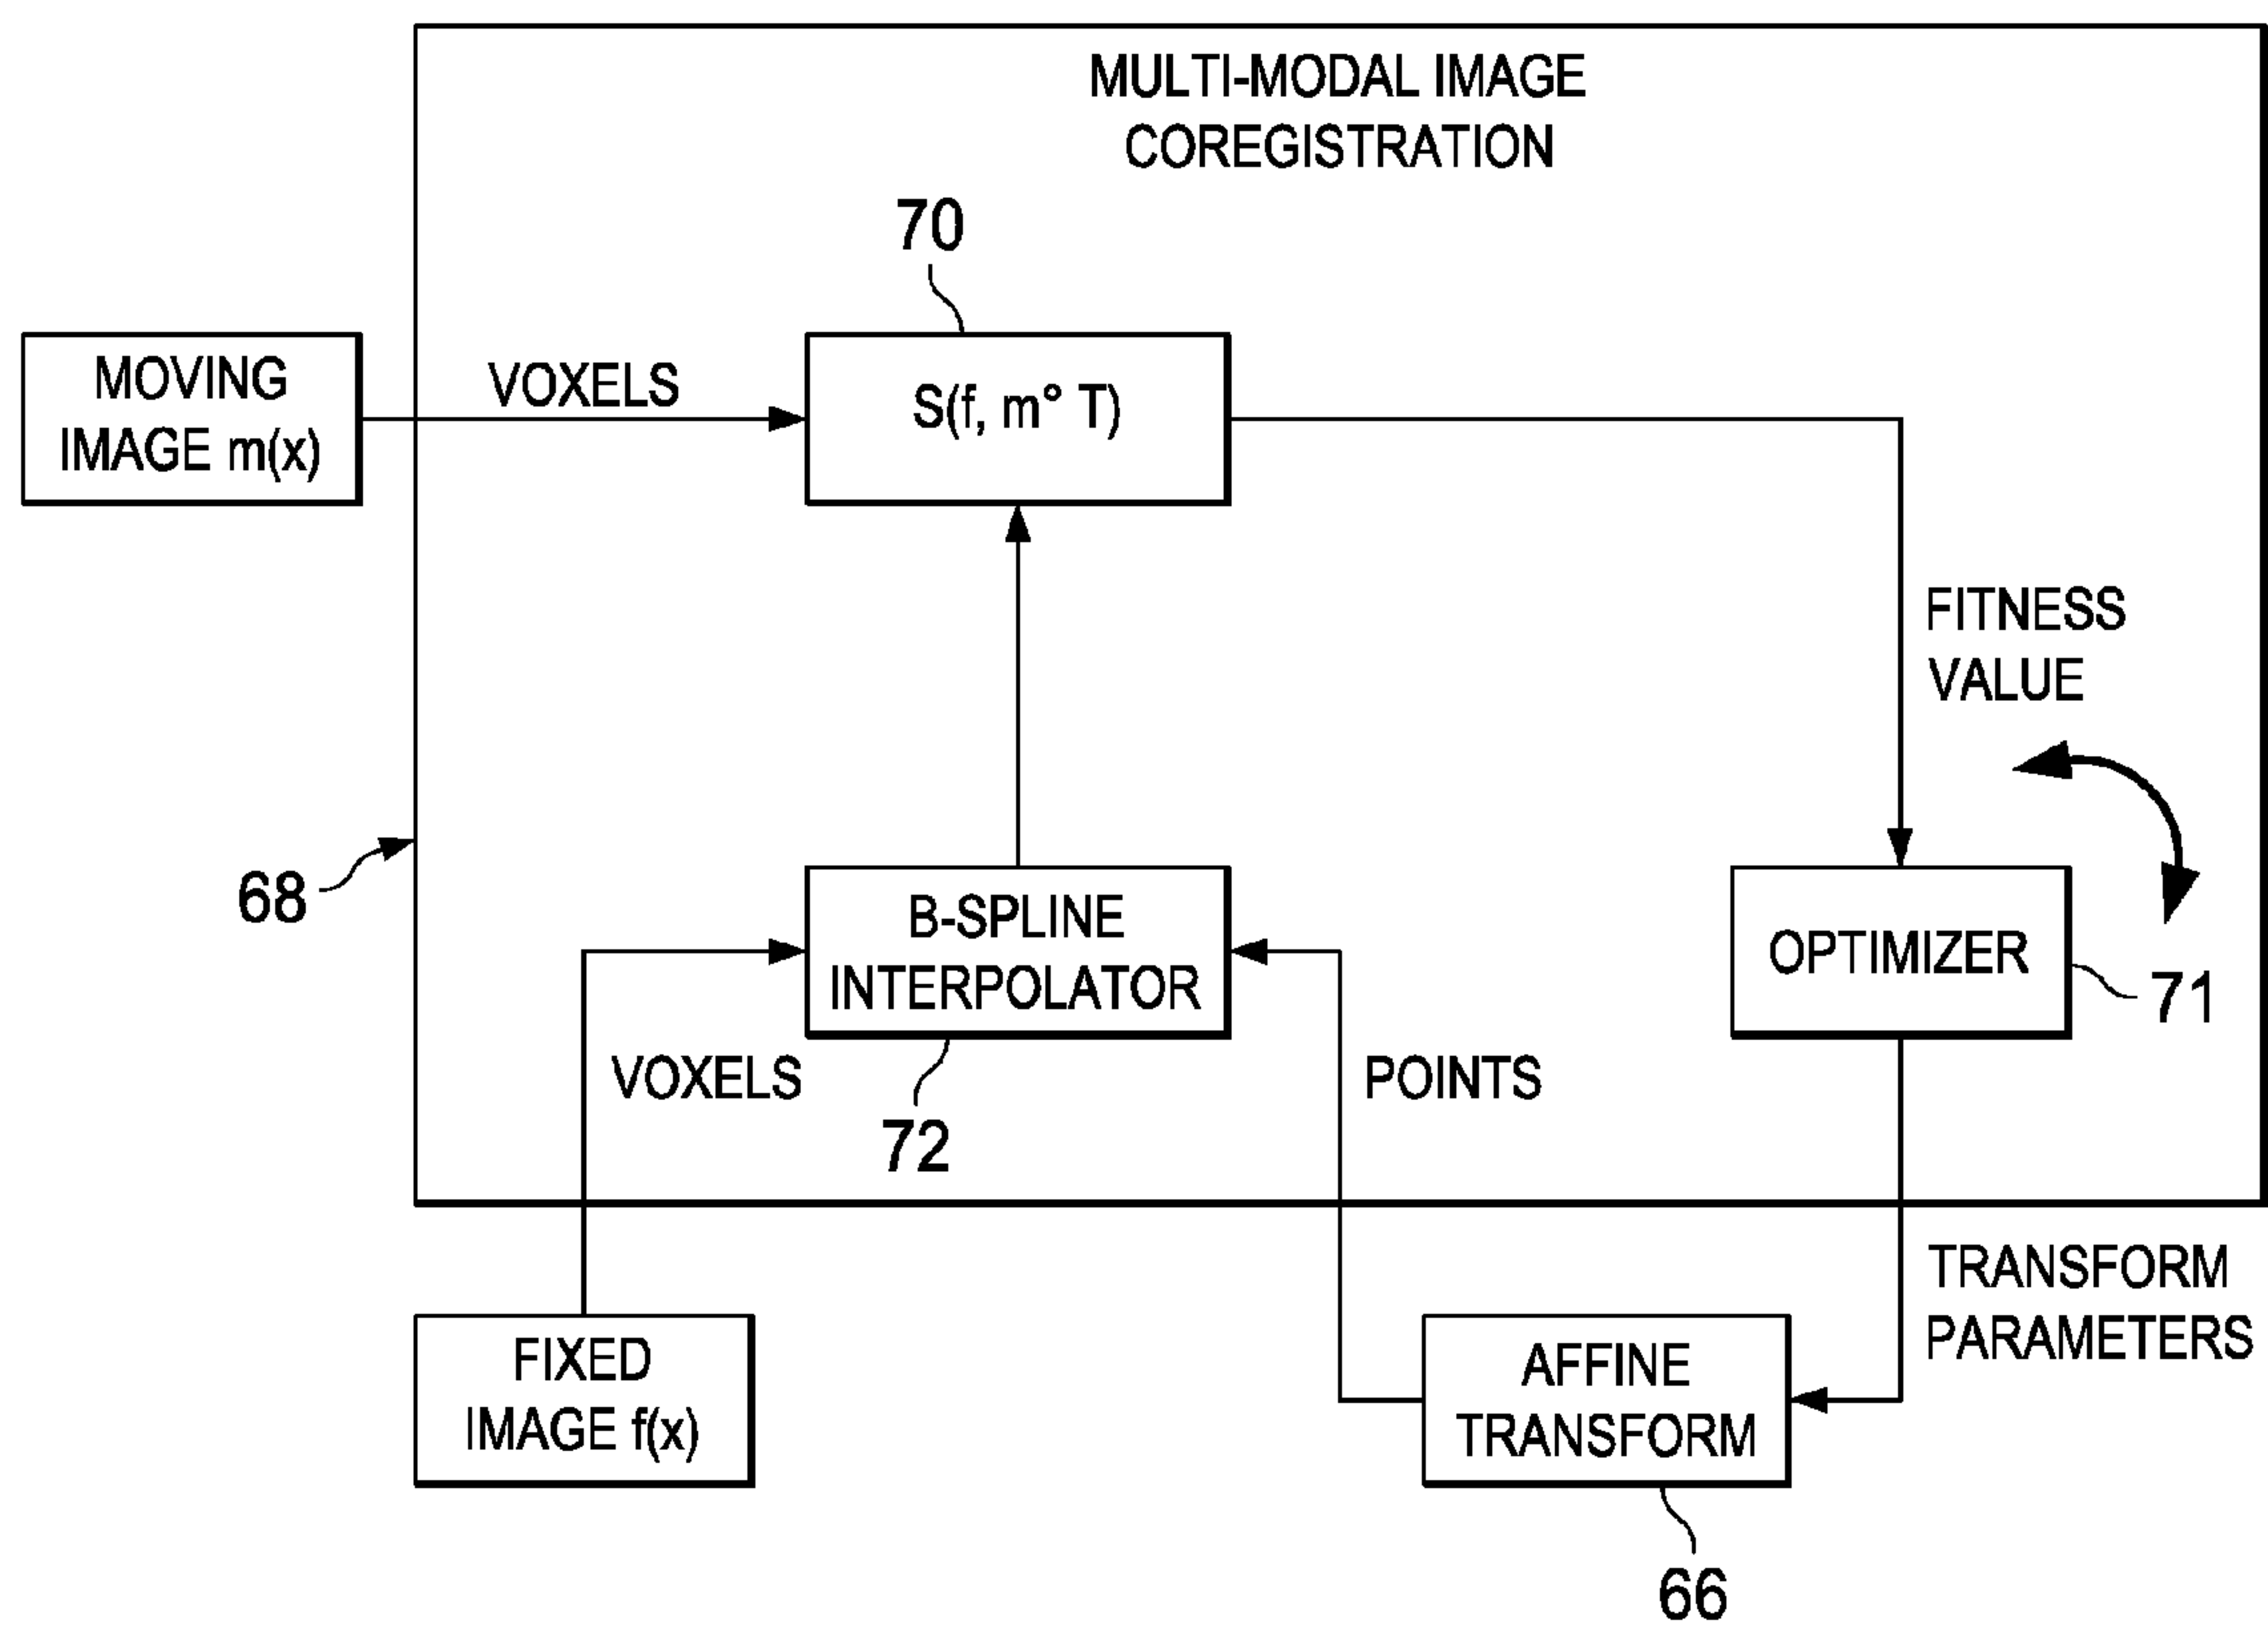 MULTI-MODAL IMAGE
COREGISTRATION
70
MOVING
IMAGE m(x)
VOXELS
S(f, m° T)
FITNESS
VALUE
68
B-SPLINE
INTERPOLATOR
OPTIMIZER
71
VOXELS
72
POINTS
TRANSFORM
PARAMETERS
FIXED
IMAGE f(x)
AFFINE
TRANSFORM
66